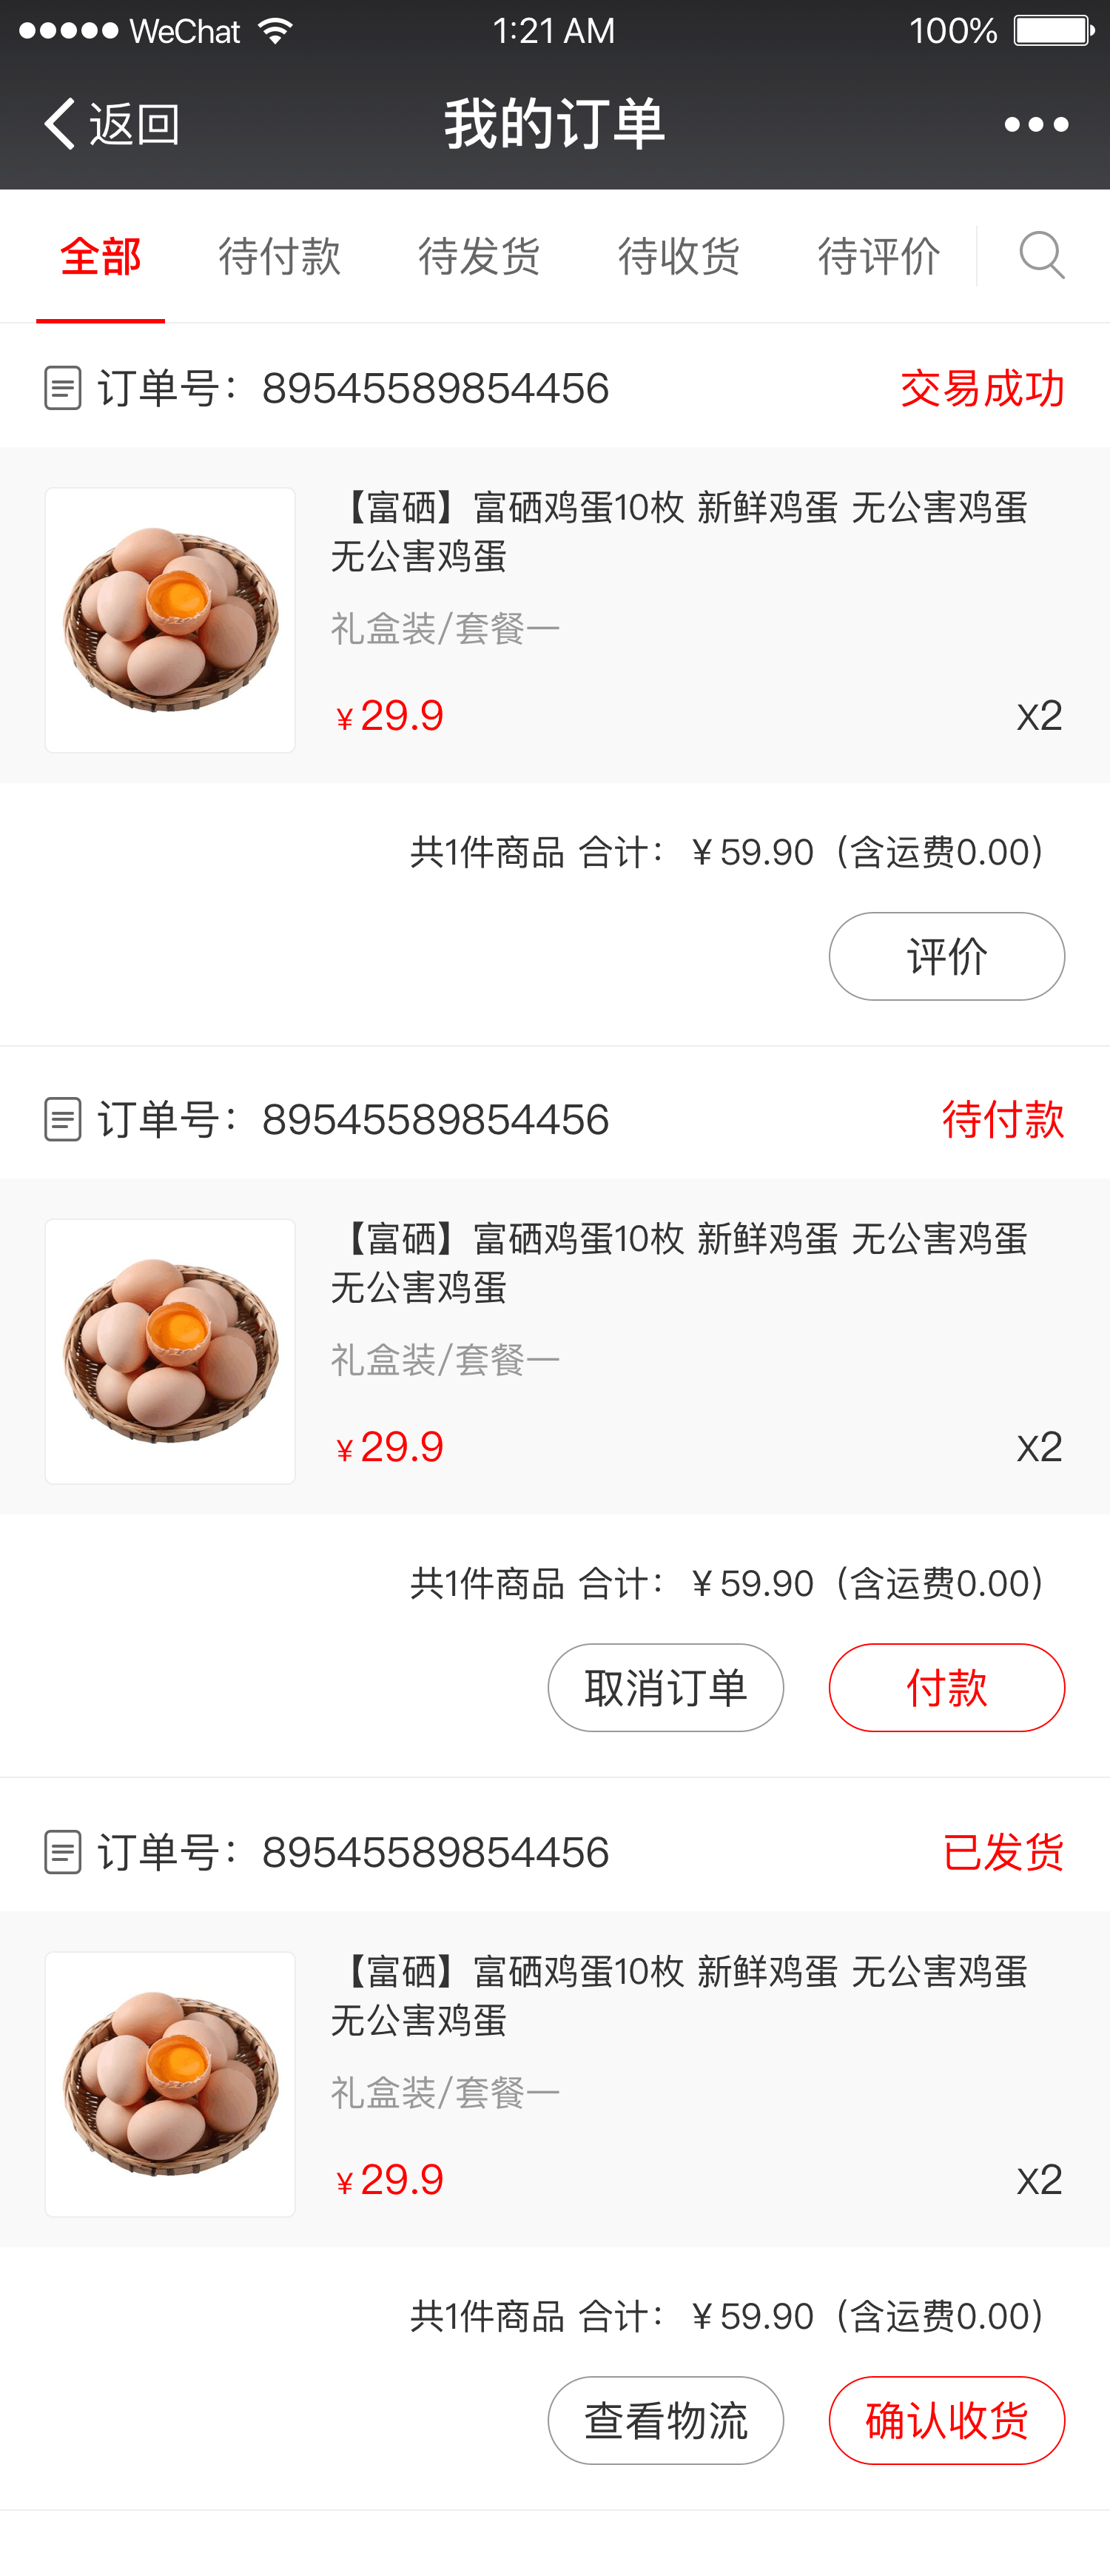 WeChat 1:21 AM 100%
返回 我的订单
全部 待付款 待发货 待收货 待评价
订单号：89545589854456 交易成功
【富硒】富硒鸡蛋10枚 新鲜鸡蛋 无公害鸡蛋
无公害鸡蛋
礼盒装/套餐一
￥29.9 X2
共1件商品 合计：￥59.90（含运费0.00）
评价
订单号：89545589854456 待付款
【富硒】富硒鸡蛋10枚 新鲜鸡蛋 无公害鸡蛋
无公害鸡蛋
礼盒装/套餐一
￥29.9 X2
共1件商品 合计：￥59.90（含运费0.00）
取消订单 付款
订单号：89545589854456 已发货
【富硒】富硒鸡蛋10枚 新鲜鸡蛋 无公害鸡蛋
无公害鸡蛋
礼盒装/套餐一
￥29.9 X2
共1件商品 合计：￥59.90（含运费0.00）
查看物流 确认收货